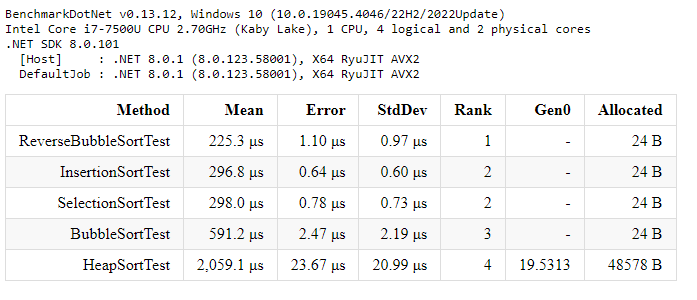 BenchmarkDotNet v0.13.12, Windows 10 (10.0.19045.4046/22H2/2022Update)
Intel Core i7-7500U CPU 2.70GHz (Kaby Lake), 1 CPU, 4 logical and 2 physical cores
.NET SDK 8.0.101
[Host]     : .NET 8.0.1 (8.0.123.58001), X64 RyuJIT AVX2
DefaultJob : .NET 8.0.1 (8.0.123.58001), X64 RyuJIT AVX2
Method Mean Error StdDev Rank Gen0 Allocated
ReverseBubbleSortTest 225.3 μs 1.10 μs 0.97 μs 1 - 24 B
InsertionSortTest 296.8 μs 0.64 μs 0.60 μs 2 - 24 B
SelectionSortTest 298.0 μs 0.78 μs 0.73 μs 2 - 24 B
BubbleSortTest 591.2 μs 2.47 μs 2.19 μs 3 - 24 B
HeapSortTest 2,059.1 μs 23.67 μs 20.99 μs 4 19.5313 48578 B